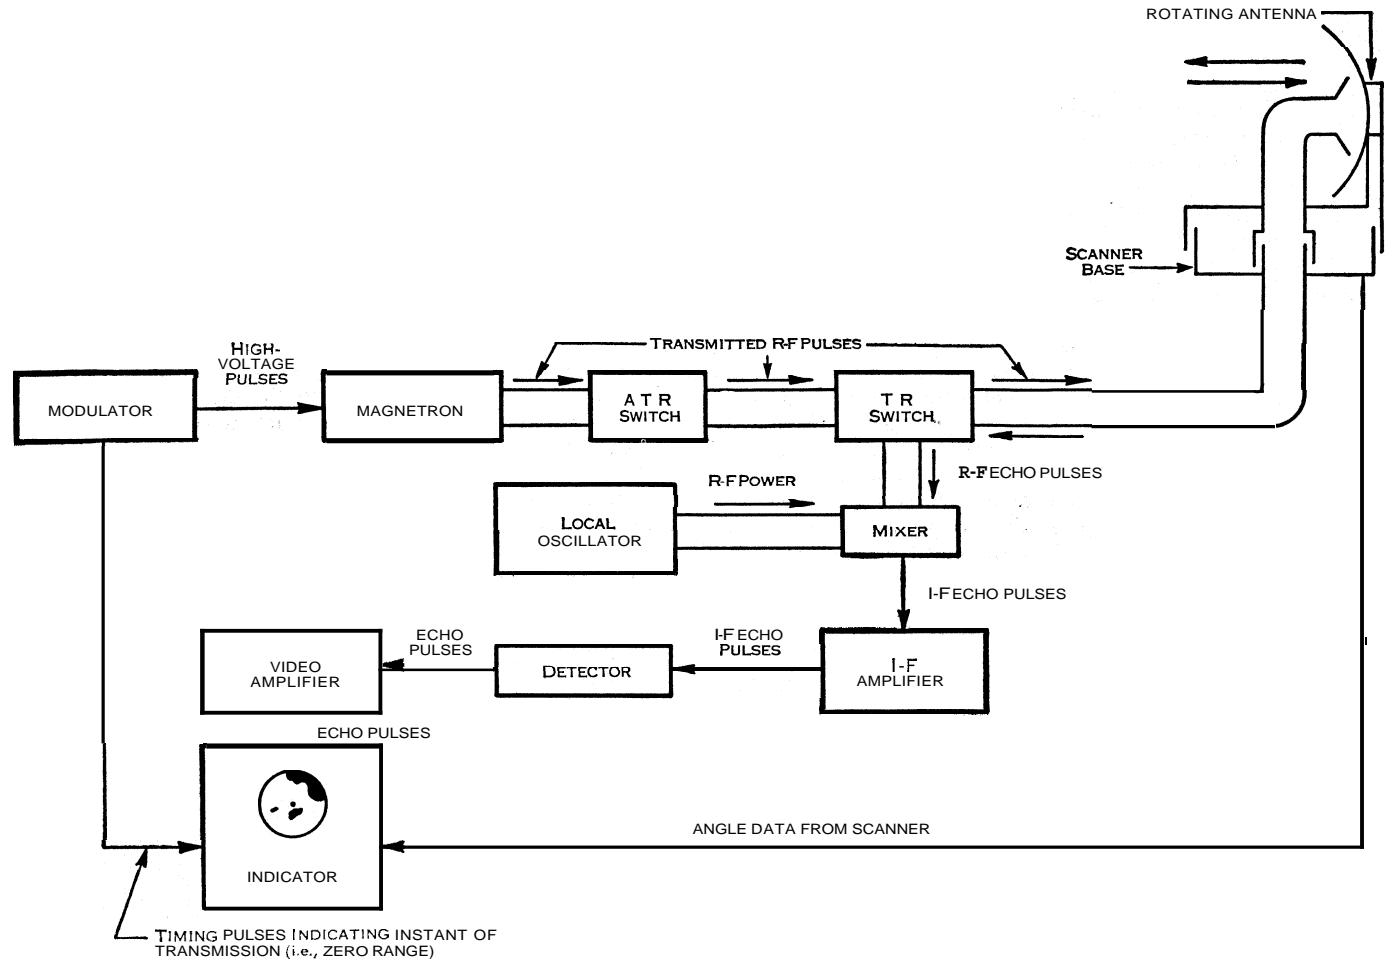 ROTATING ANTENNA
SCANNER
BASE
HIGH-
VOLTAGE
PULSES
TRANSMITTED R-F PULSES
MODULATOR
MAGNETRON
A T R
SWITCH
T R
SWITCH
R-F ECHO PULSES
R-F POWER
LOCAL
OSCILLATOR
MIXER
I-F ECHO PULSES
ECHO
PULSES
I-F ECHO
PULSES
VIDEO
AMPLIFIER
DETECTOR
I-F
AMPLIFIER
ECHO PULSES
ANGLE DATA FROM SCANNER
INDICATOR
TIMING PULSES INDICATING INSTANT OF
TRANSMISSION (i.e., ZERO RANGE)